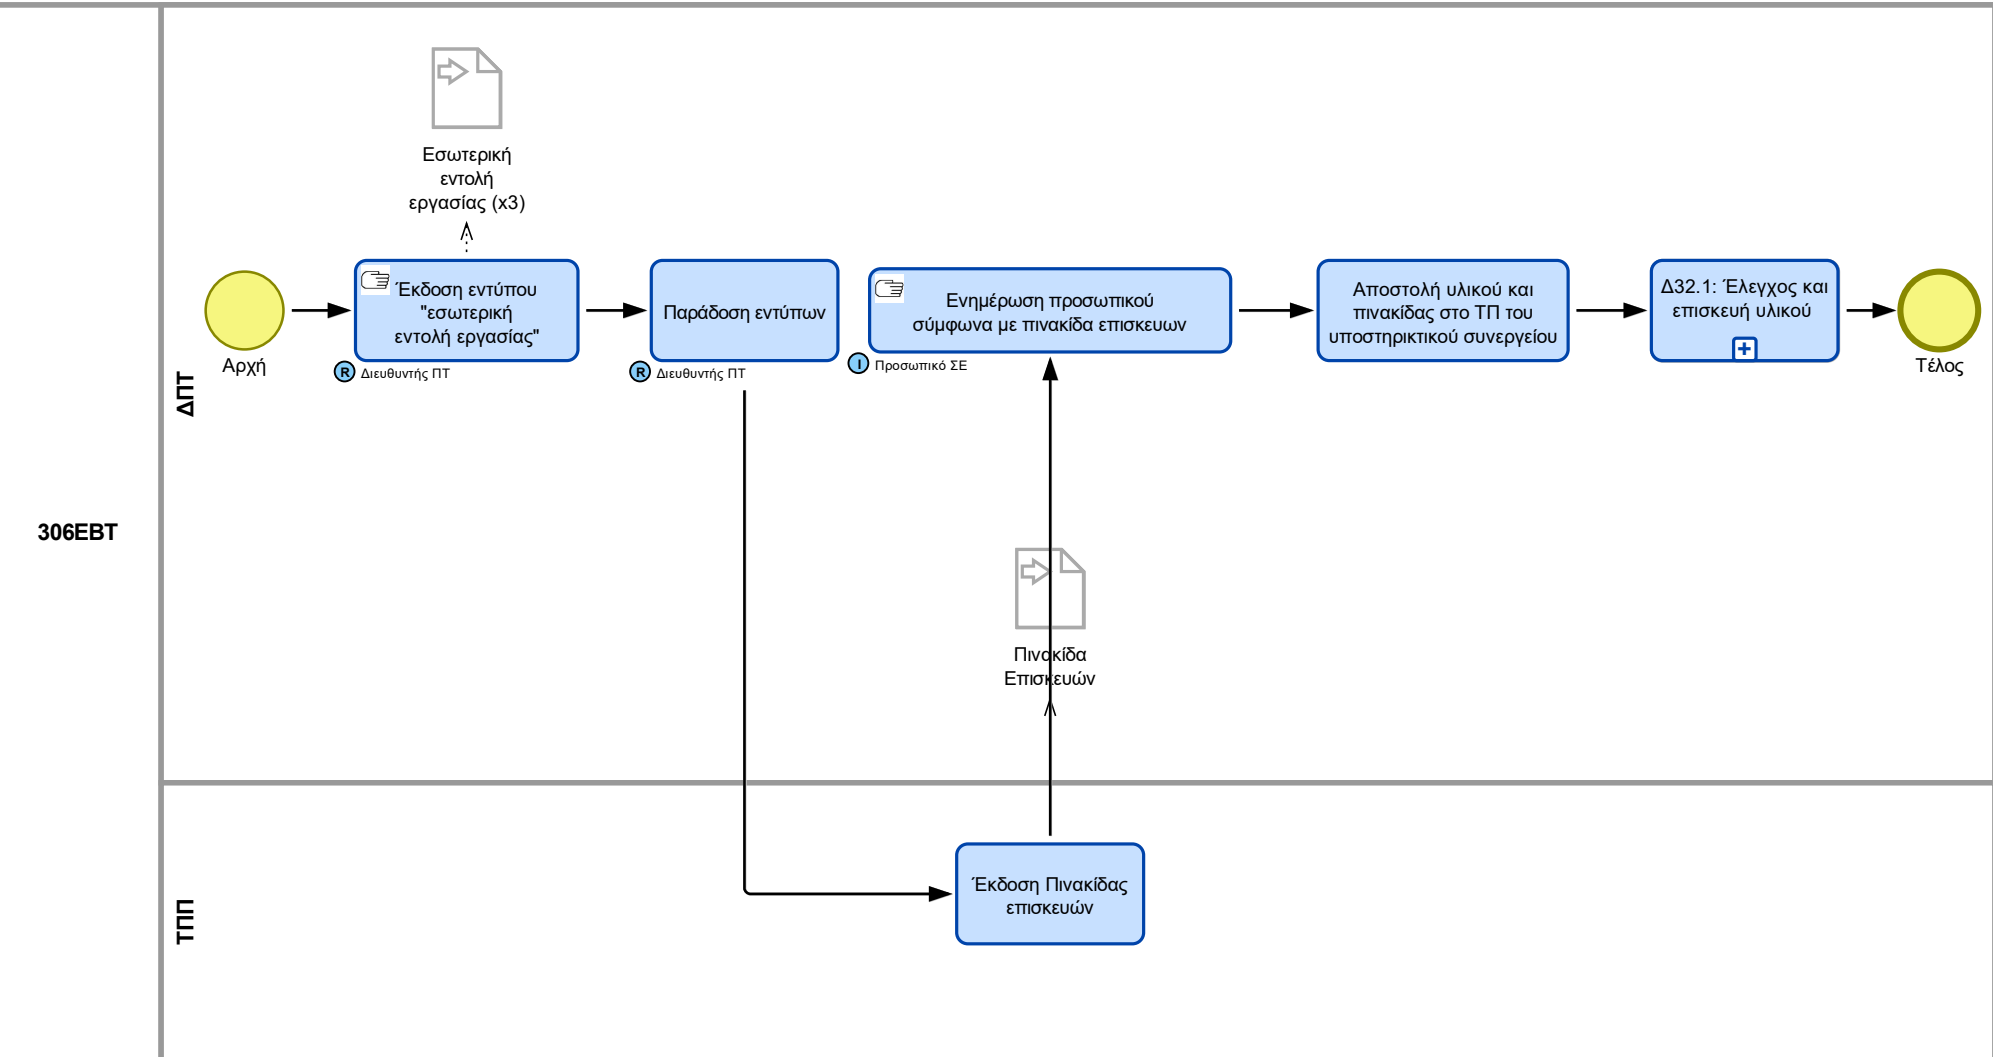 Εσωτερική
εντολή
εργασίας (x3)
Έκδοση εντύπου
"εσωτερική
εντολή εργασίας"
Παράδοση εντύπων
Ενημέρωση προσωπικού
σύμφωνα με πινακίδα επισκευων
Αποστολή υλικού και
πινακίδας στο ΤΠ του
υποστηρικτικού συνεργείου
Δ32.1: Έλεγχος και
επισκευή υλικού
Αρχή
R Διευθυντής ΠΤ
R Διευθυντής ΠΤ
I Προσωπικό ΣΕ
Τέλος
ΔΠΤ
306ΕΒΤ
Πινακίδα
Επισκευών
ΤΠΠ
Έκδοση Πινακίδας
επισκευών